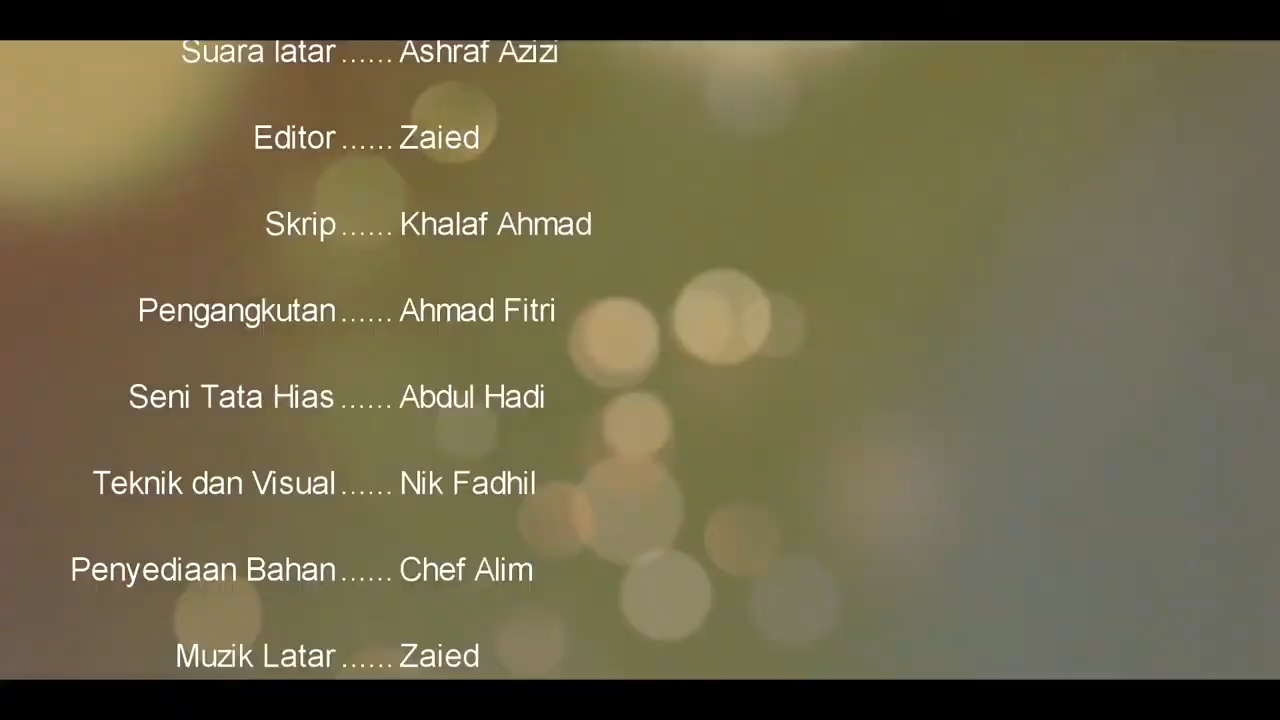 Suara latar ...... Ashraf Azizi
Editor ...... Zaied
Skrip ...... Khalaf Ahmad
Pengangkutan ...... Ahmad Fitri
Seni Tata Hias ...... Abdul Hadi
Teknik dan Visual ...... Nik Fadhil
Penyediaan Bahan ...... Chef Alim
Muzik Latar ...... Zaied